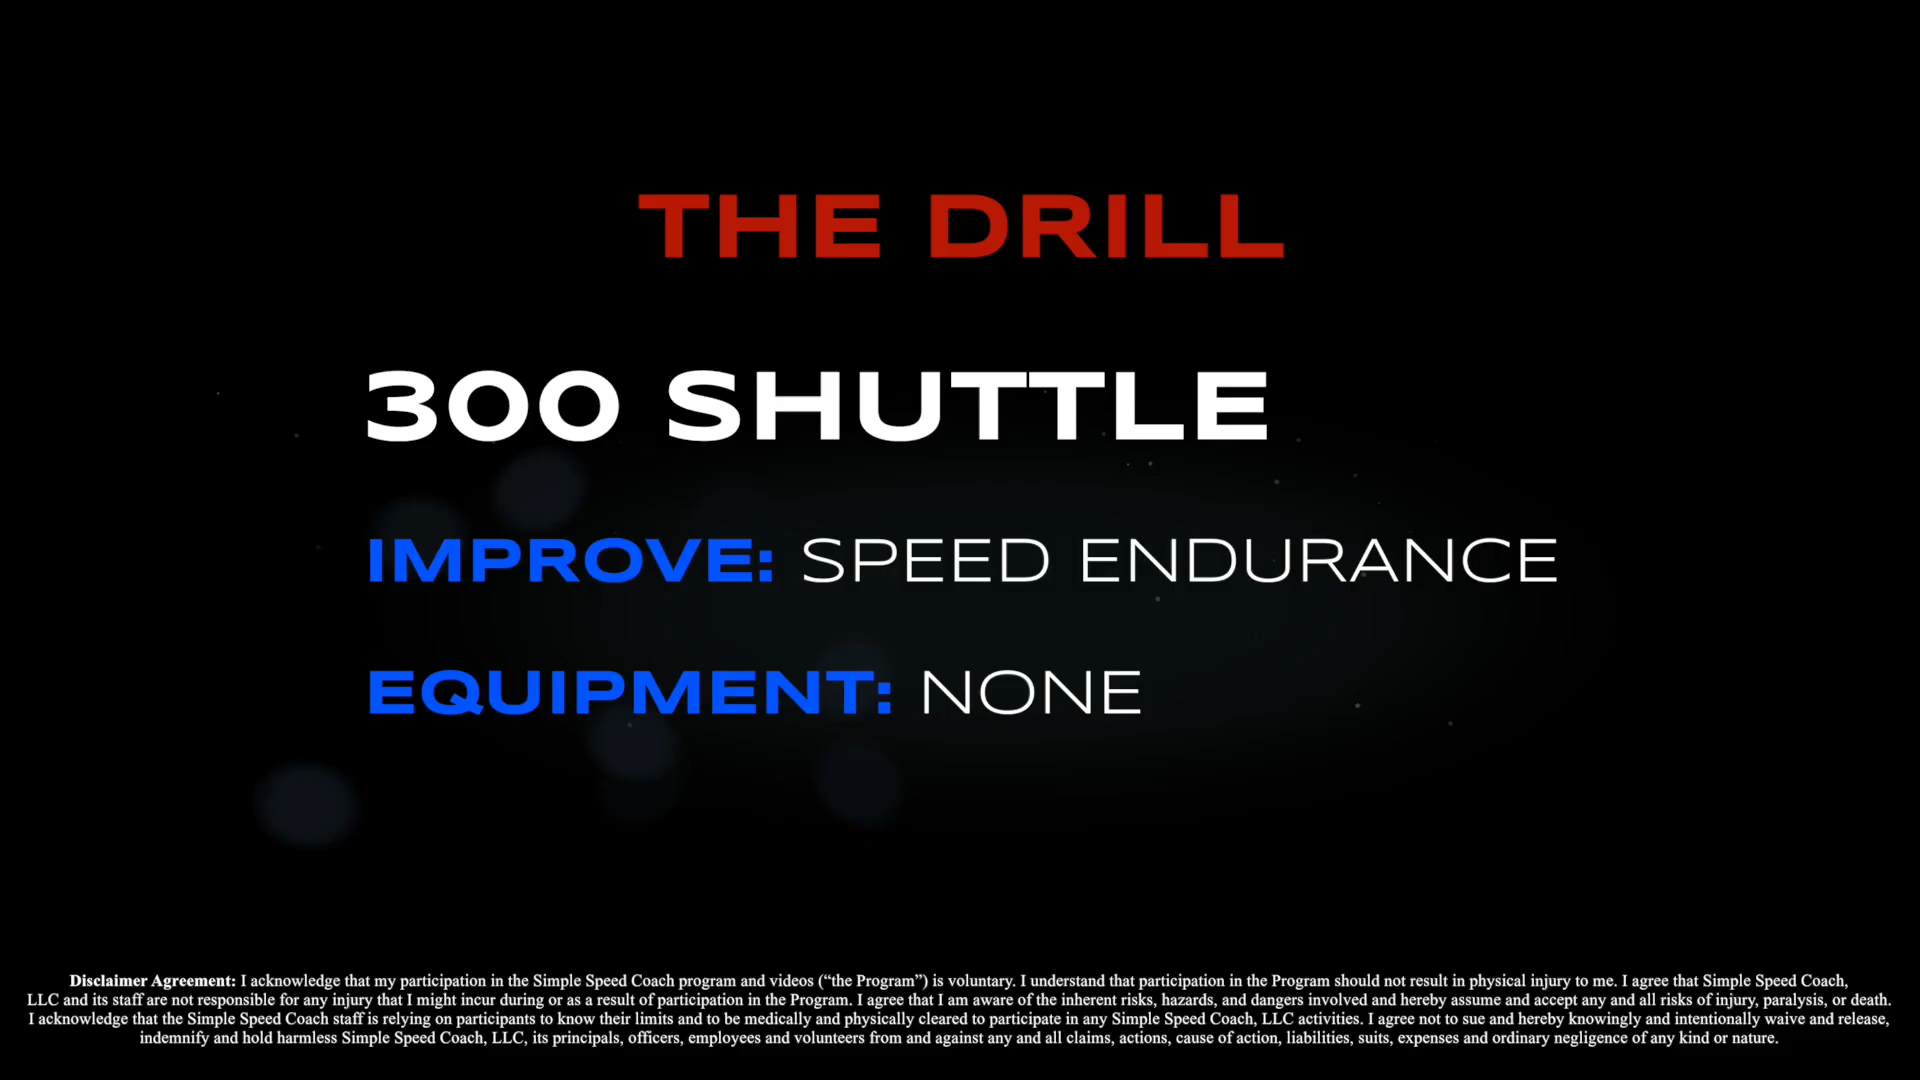 THE DRILL
300 SHUTTLE
IMPROVE: SPEED ENDURANCE
EQUIPMENT: NONE
Disclaimer Agreement: I acknowledge that my participation in the Simple Speed Coach program and videos (“the Program”) is voluntary. I understand that participation in the Program should not result in physical injury to me. I agree that Simple Speed Coach,
LLC and its staff are not responsible for any injury that I might incur during or as a result of participation in the Program. I agree that I am aware of the inherent risks, hazards, and dangers involved and hereby assume and accept any and all risks of injury, paralysis, or death.
I acknowledge that the Simple Speed Coach staff is relying on participants to know their limits and to be medically and physically cleared to participate in any Simple Speed Coach, LLC activities. I agree not to sue and hereby knowingly and intentionally waive and release,
indemnify and hold harmless Simple Speed Coach, LLC, its principals, officers, employees and volunteers from and against any and all claims, actions, cause of action, liabilities, suits, expenses and ordinary negligence of any kind or nature.